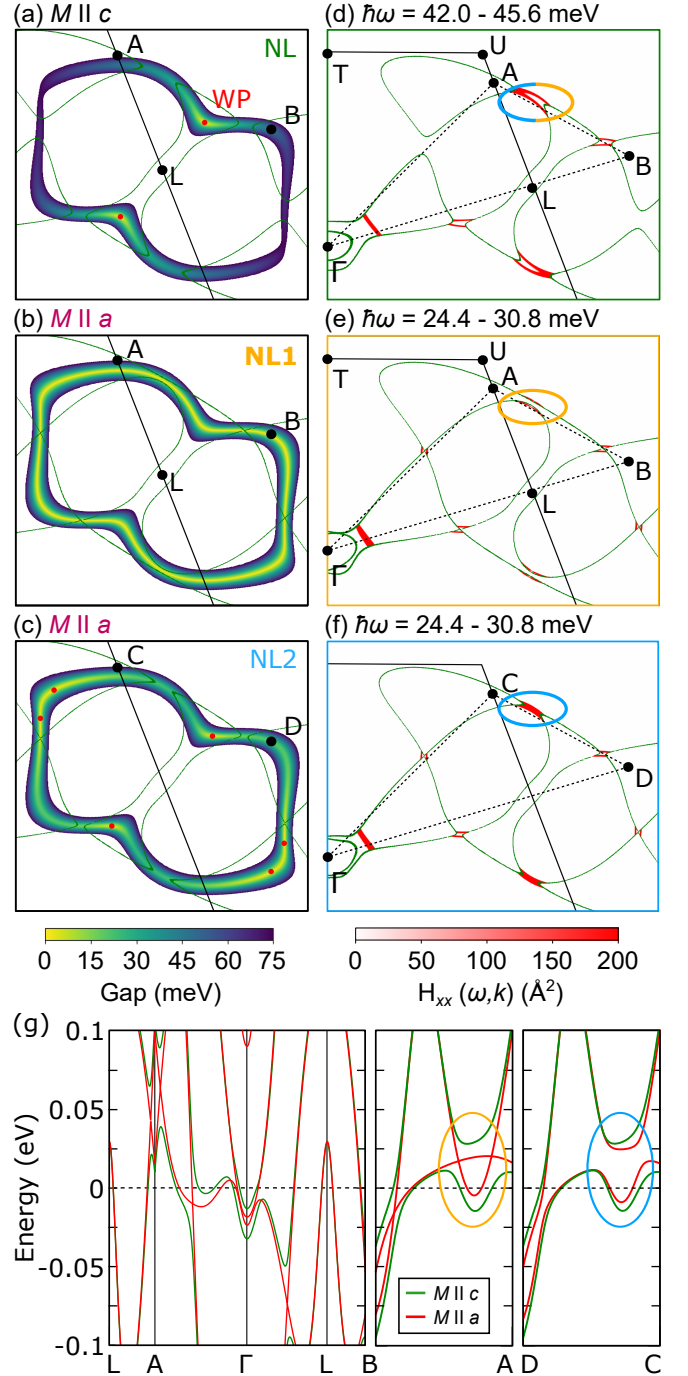 (a) M || c
A
NL
WP
B
L
(d) ℏω = 42.0 - 45.6 meV
U
T
A
B
L
Γ
(b) M || a
A
NL1
B
L
(e) ℏω = 24.4 - 30.8 meV
U
T
A
B
L
Γ
(c) M || a
C
NL2
D
(f) ℏω = 24.4 - 30.8 meV
C
D
Γ
0 15 30 45 60 75
Gap (meV)
0 50 100 150 200
Hxx (ω,k) (Å²)
(g)
0.1
0.05
0
-0.05
-0.1
Energy (eV)
M || c
M || a
L A Γ L B A D C